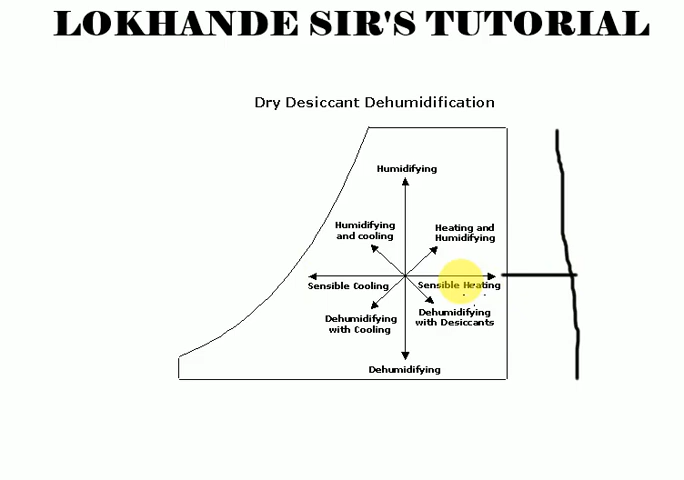 LOKHANDE SIR'S TUTORIAL
Dry Desiccant Dehumidification
Humidifying
Humidifying
and cooling
Heating and
Humidifying
Sensible Cooling
Sensible Heating
Dehumidifying
with Cooling
Dehumidifying
with Desiccants
Dehumidifying